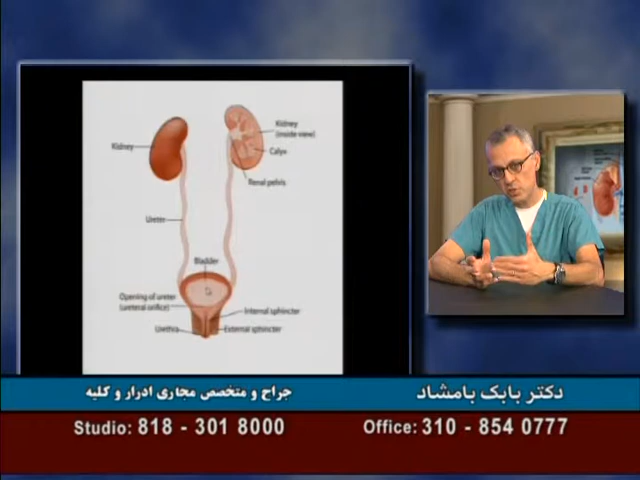 Kidney
Kidney
(inside view)
Calyx
Renal pelvis
Ureter
Bladder
Opening of ureter
(ureteral orifice)
Internal sphincter
Urethra
External sphincter
جراح و متخصص مجاری ادرار و کلیه
دکتر بابک بامشاد
Studio: 818 - 301 8000
Office: 310 - 854 0777